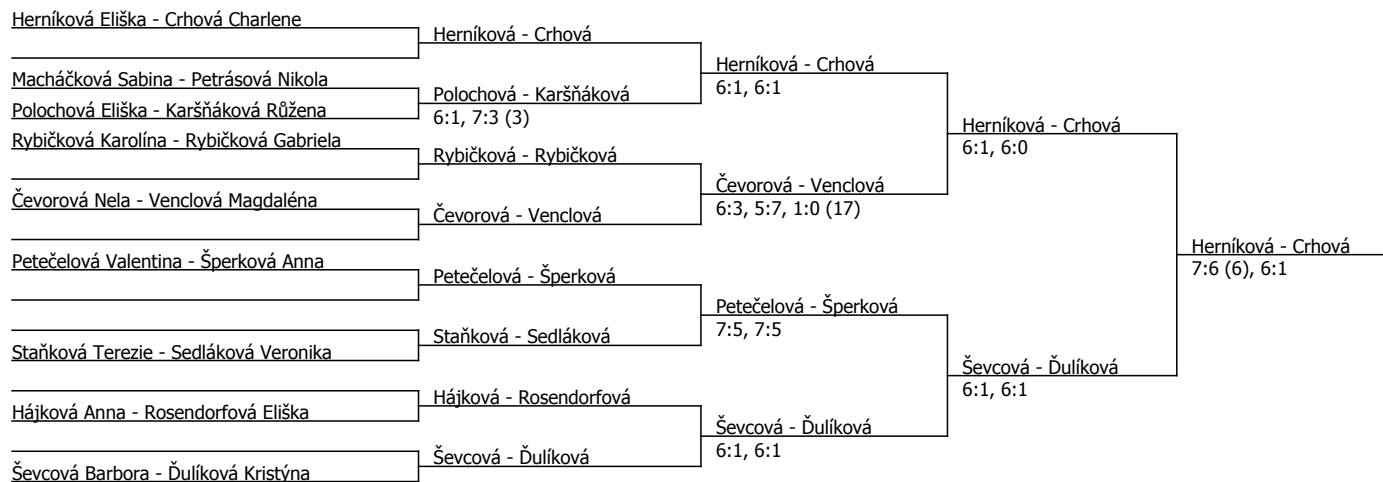 Herníková Eliška - Crhová Charlene
Macháčková Sabina - Petrásová Nikola
Polochová Eliška - Karšňáková Růžena
Rybičková Karolína - Rybičková Gabriela
Čevorová Nela - Venclová Magdaléna
Petečelová Valentina - Šperková Anna
Staňková Terezie - Sedláková Veronika
Hájková Anna - Rosendorfová Eliška
Ševcová Barbora - Ďulíková Kristýna
Herníková - Crhová
Polochová - Karšňáková
6:1, 7:3 (3)
Rybičková - Rybičková
Čevorová - Venclová
Petečelová - Šperková
Staňková - Sedláková
Hájková - Rosendorfová
Ševcová - Ďulíková
Herníková - Crhová
6:1, 6:1
Čevorová - Venclová
6:3, 5:7, 1:0 (17)
Petečelová - Šperková
7:5, 7:5
Ševcová - Ďulíková
6:1, 6:1
Herníková - Crhová
6:1, 6:0
Ševcová - Ďulíková
6:1, 6:1
Herníková - Crhová
7:6 (6), 6:1